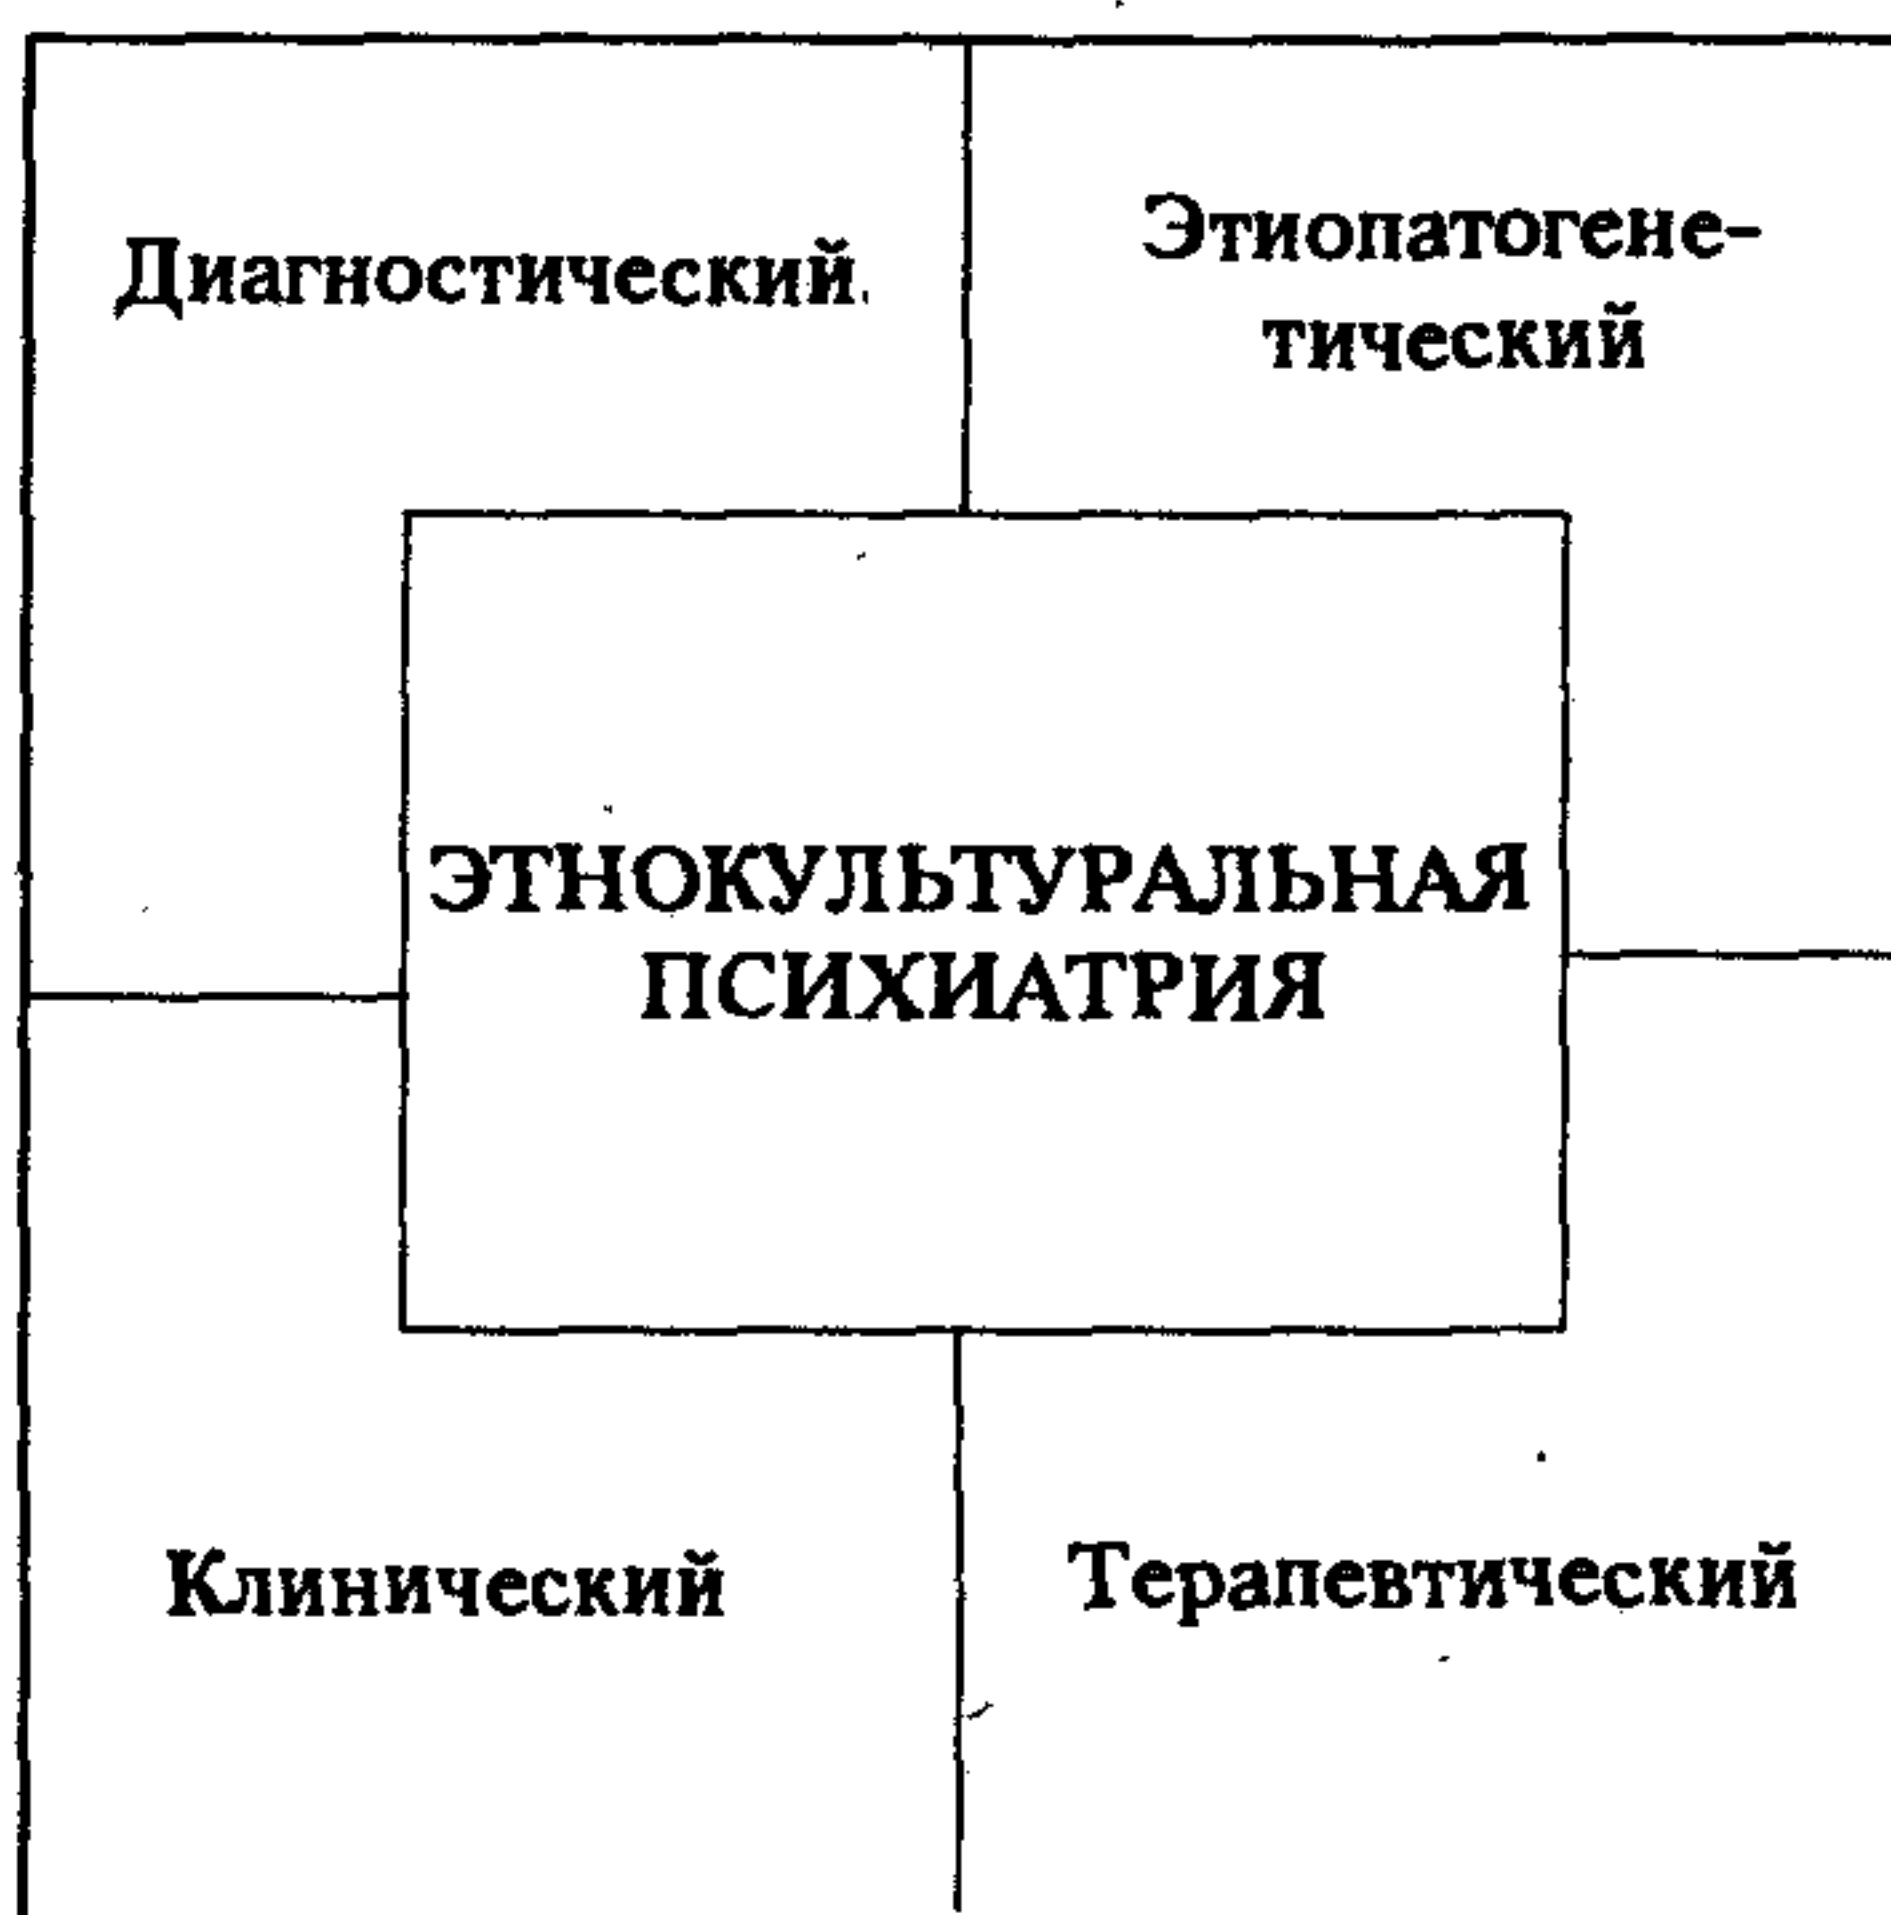 Диагностический
Этиопатогене-
тический
ЭТНОКУЛЬТУРАЛЬНАЯ
ПСИХИАТРИЯ
Клинический
Терапевтический